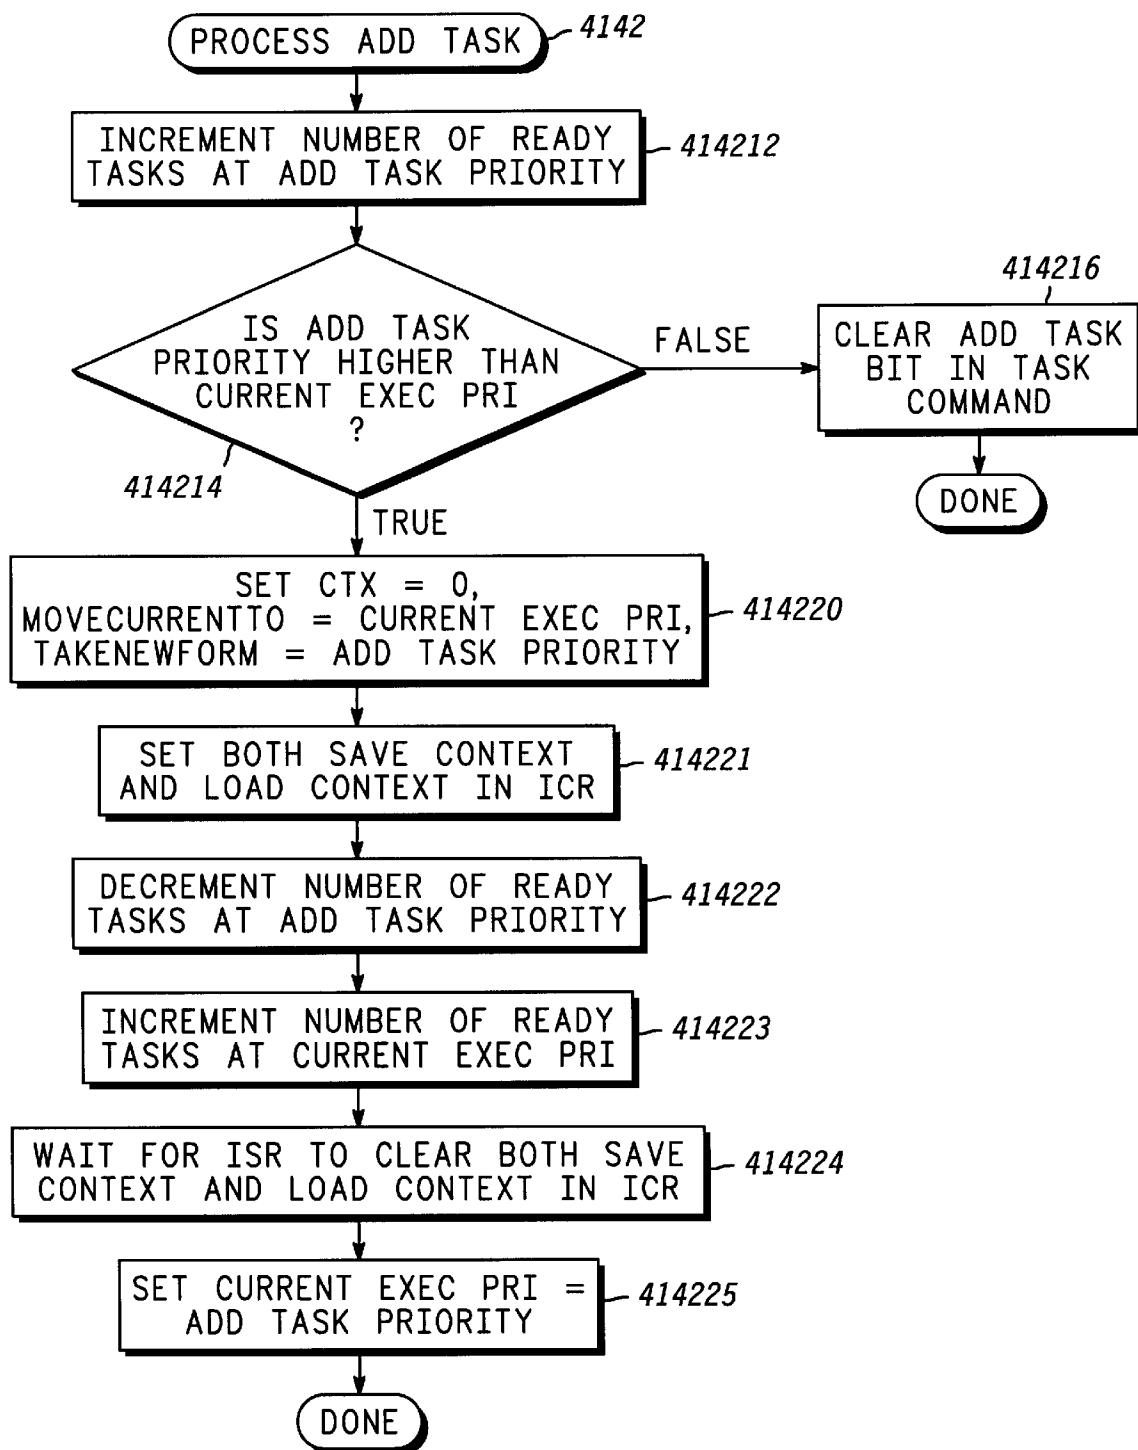 PROCESS ADD TASK
4142
INCREMENT NUMBER OF READY
TASKS AT ADD TASK PRIORITY
414212
IS ADD TASK
PRIORITY HIGHER THAN
CURRENT EXEC PRI
?
414214
FALSE
414216
CLEAR ADD TASK
BIT IN TASK
COMMAND
DONE
TRUE
SET CTX = 0,
MOVECURRENTTO = CURRENT EXEC PRI,
TAKENEWFORM = ADD TASK PRIORITY
414220
SET BOTH SAVE CONTEXT
AND LOAD CONTEXT IN ICR
414221
DECREMENT NUMBER OF READY
TASKS AT ADD TASK PRIORITY
414222
INCREMENT NUMBER OF READY
TASKS AT CURRENT EXEC PRI
414223
WAIT FOR ISR TO CLEAR BOTH SAVE
CONTEXT AND LOAD CONTEXT IN ICR
414224
SET CURRENT EXEC PRI =
ADD TASK PRIORITY
414225
DONE